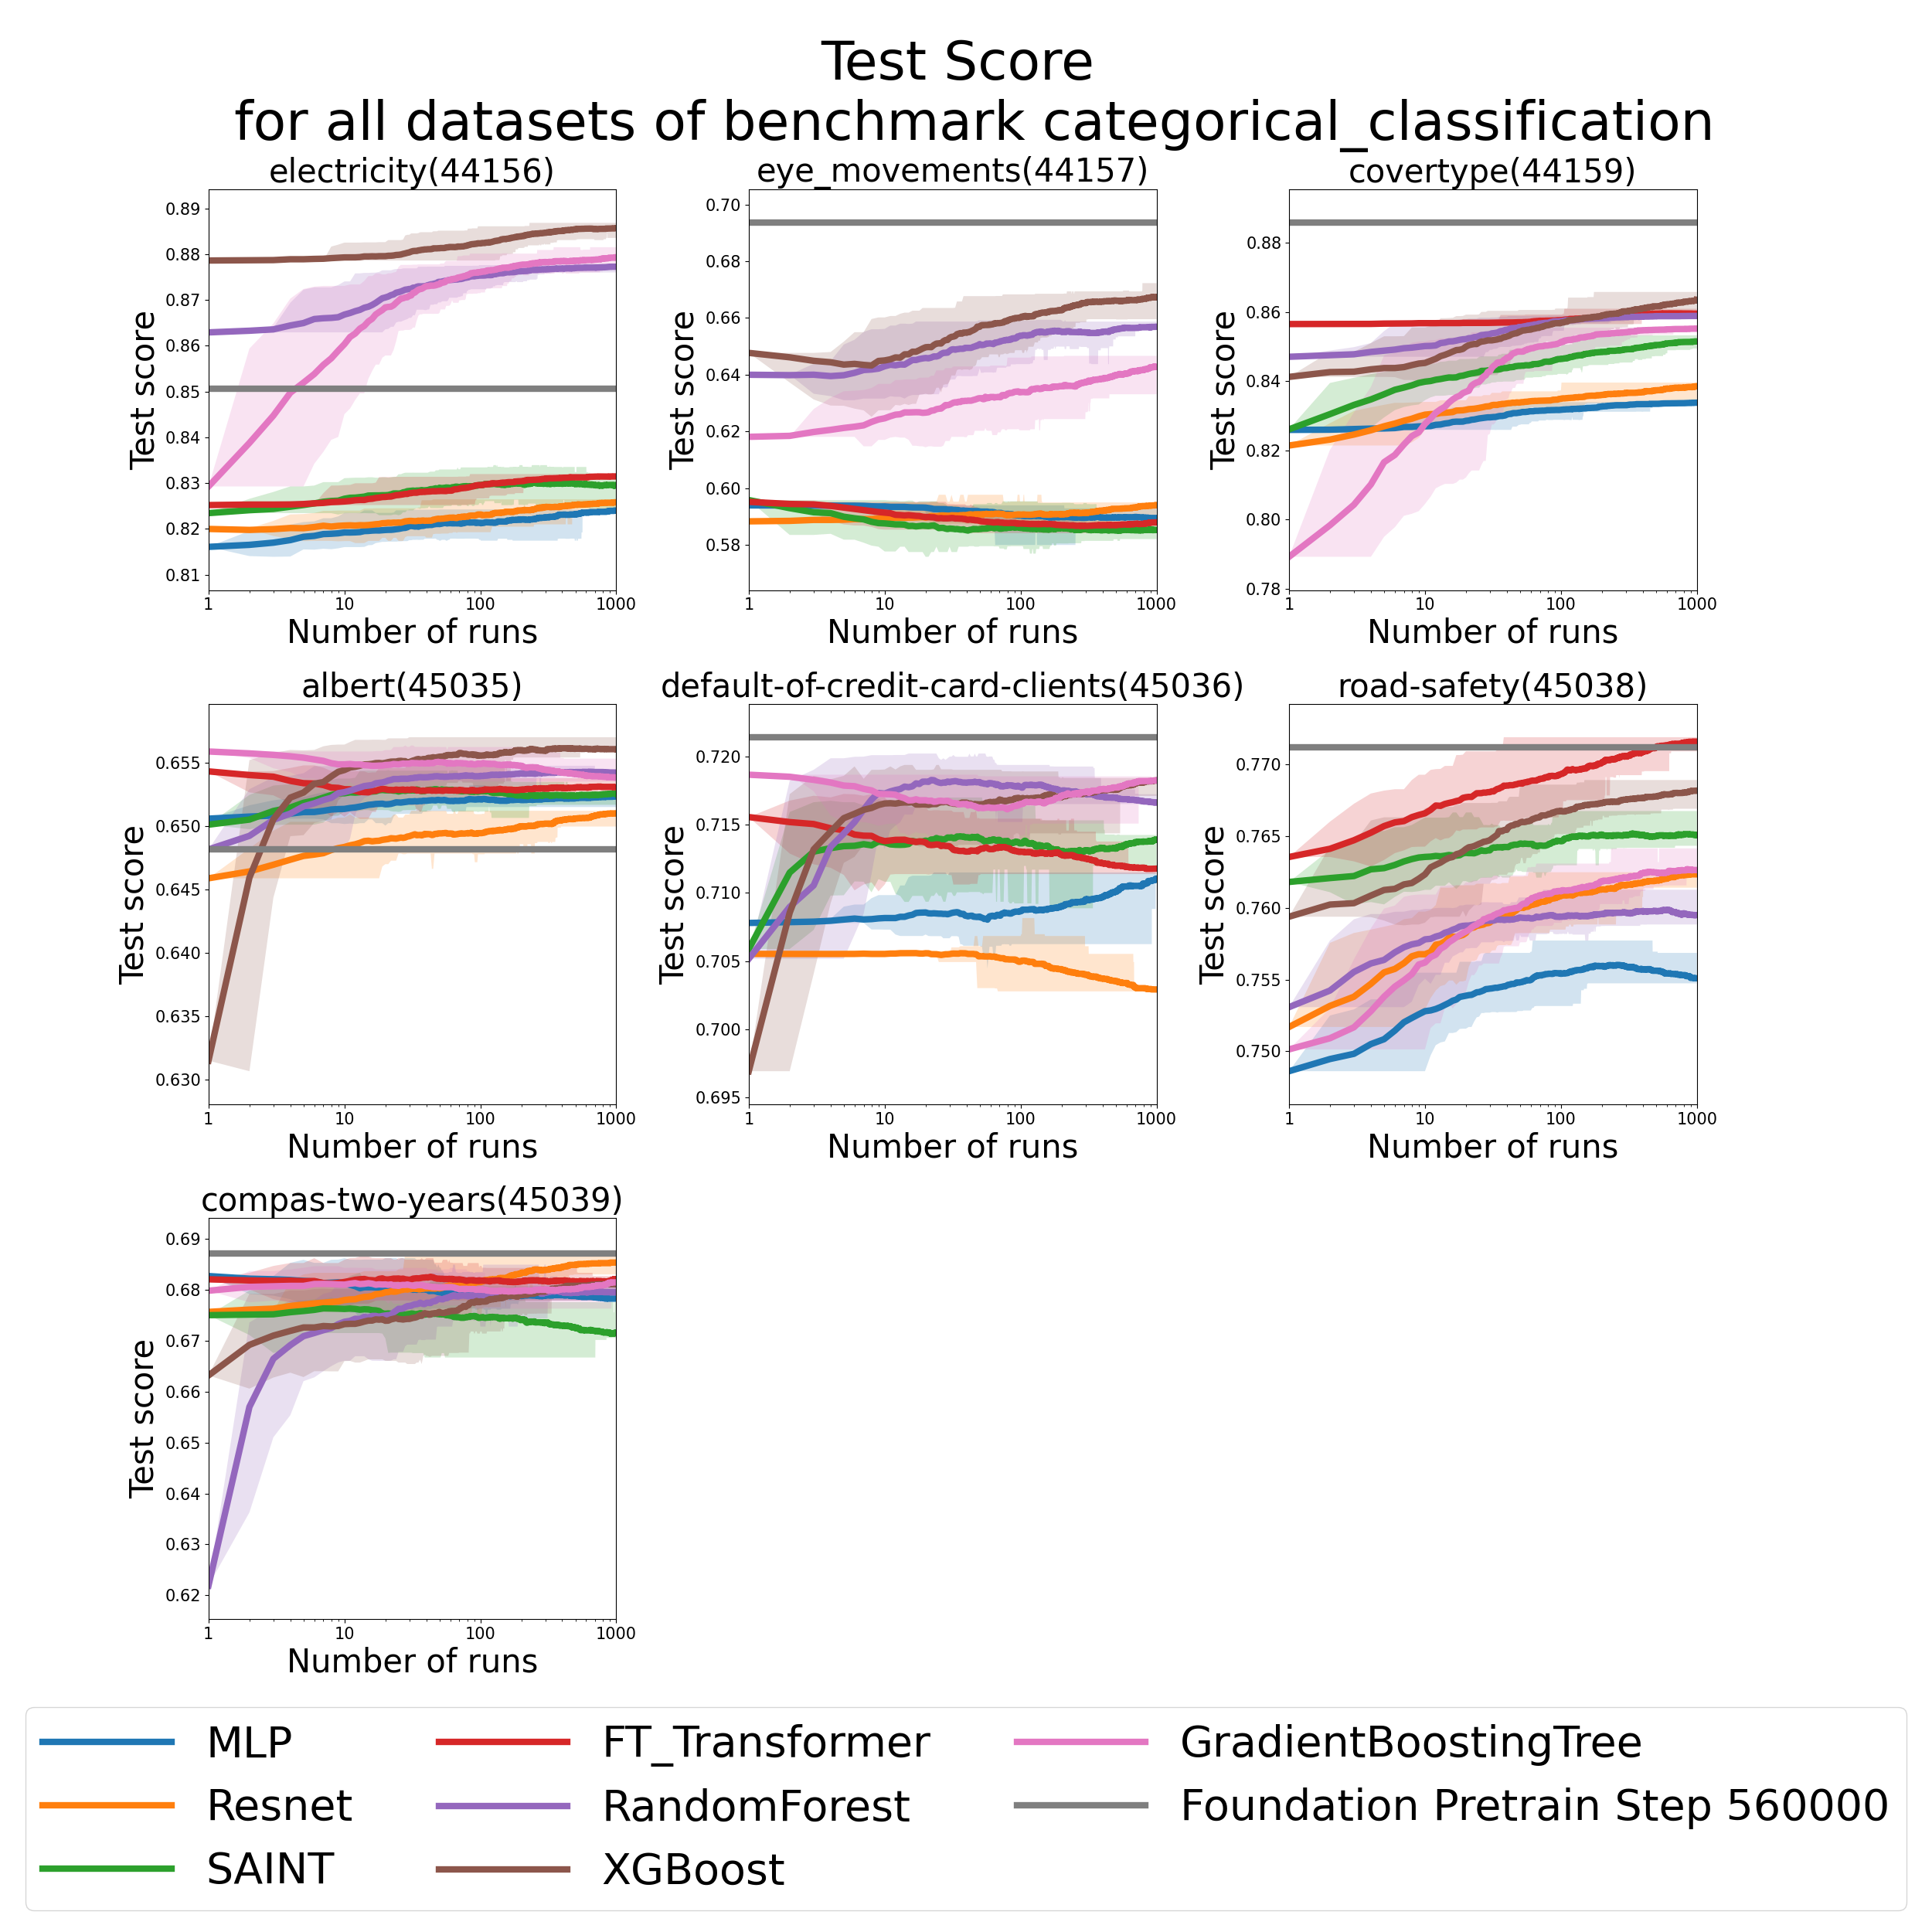 Test Score
for all datasets of benchmark categorical_classification
electricity(44156)
eye_movements(44157)
covertype(44159)
0.89
0.88
0.87
0.86
0.85
0.84
0.83
0.82
0.81
Test score
1
10
100
1000
Number of runs
0.70
0.68
0.66
0.64
0.62
0.60
0.58
Test score
1
10
100
1000
Number of runs
0.88
0.86
0.84
0.82
0.80
0.78
Test score
1
10
100
1000
Number of runs
albert(45035)
default-of-credit-card-clients(45036)
road-safety(45038)
0.655
0.650
0.645
0.640
0.635
0.630
Test score
1
10
100
1000
Number of runs
0.720
0.715
0.710
0.705
0.700
0.695
Test score
1
10
100
1000
Number of runs
0.770
0.765
0.760
0.755
0.750
Test score
1
10
100
1000
Number of runs
compas-two-years(45039)
0.69
0.68
0.67
0.66
0.65
0.64
0.63
0.62
Test score
1
10
100
1000
Number of runs
MLP
Resnet
SAINT
FT_Transformer
RandomForest
XGBoost
GradientBoostingTree
Foundation Pretrain Step 560000